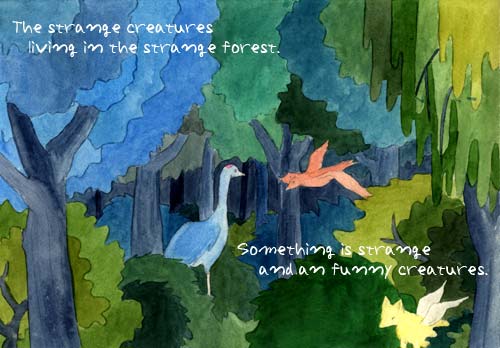 The strange creatures
living in the strange forest.
Something is strange
and an funny creatures.